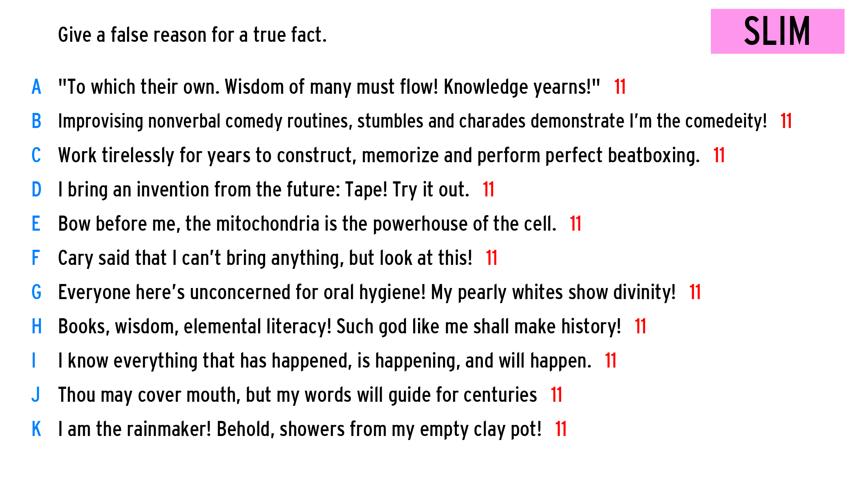 Give a false reason for a true fact.
SLIM
A "To which their own. Wisdom of many must flow! Knowledge yearns!" 11
B Improvising nonverbal comedy routines, stumbles and charades demonstrate I'm the comedeity! 11
C Work tirelessly for years to construct, memorize and perform perfect beatboxing. 11
D I bring an invention from the future: Tape! Try it out. 11
E Bow before me, the mitochondria is the powerhouse of the cell. 11
F Cary said that I can't bring anything, but look at this! 11
G Everyone here's unconcerned for oral hygiene! My pearly whites show divinity! 11
H Books, wisdom, elemental literacy! Such god like me shall make history! 11
I I know everything that has happened, is happening, and will happen. 11
J Thou may cover mouth, but my words will guide for centuries 11
K I am the rainmaker! Behold, showers from my empty clay pot! 11